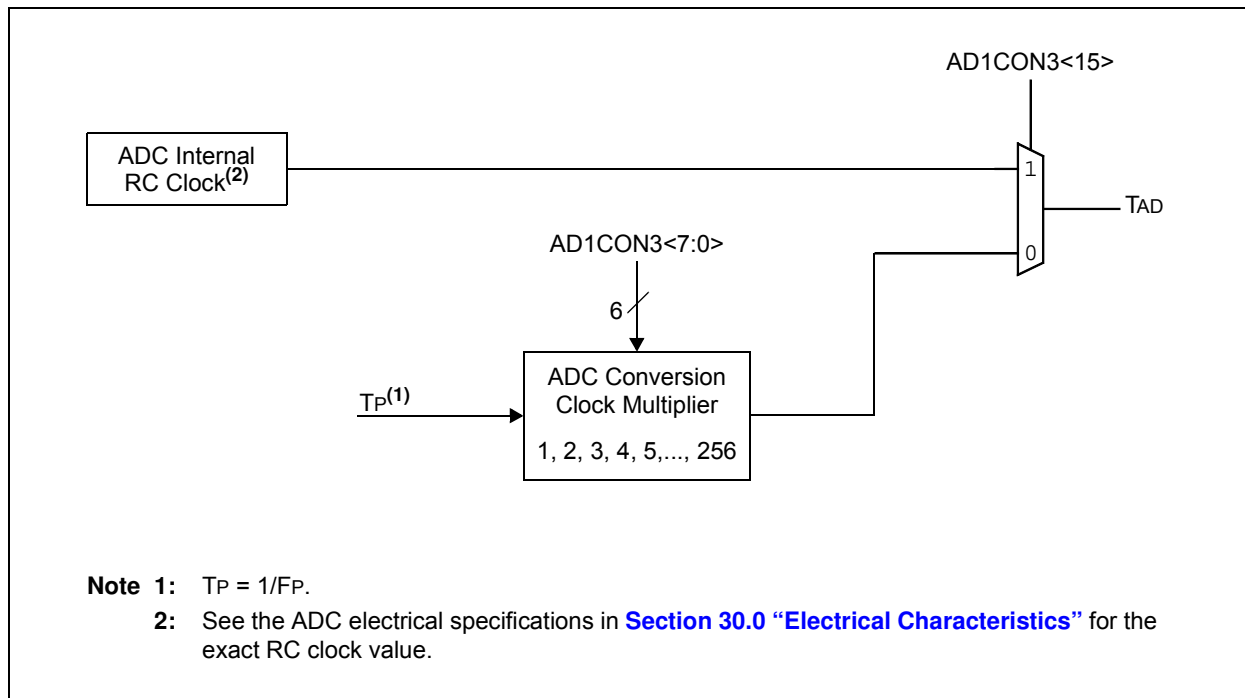 AD1CON3<15>
ADC Internal
RC Clock(2)
1
TAD
AD1CON3<7:0>
0
6
ADC Conversion
Clock Multiplier
TP(1)
1, 2, 3, 4, 5,..., 256
Note 1: TP = 1/FP.
2: See the ADC electrical specifications in Section 30.0 “Electrical Characteristics” for the
exact RC clock value.